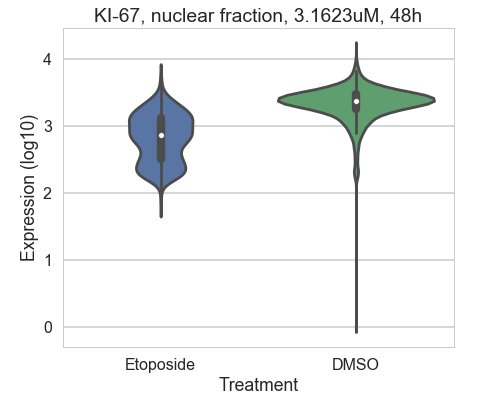 KI-67, nuclear fraction, 3.1623uM, 48h
Expression (log10)
4
3
2
1
0
Etoposide
DMSO
Treatment